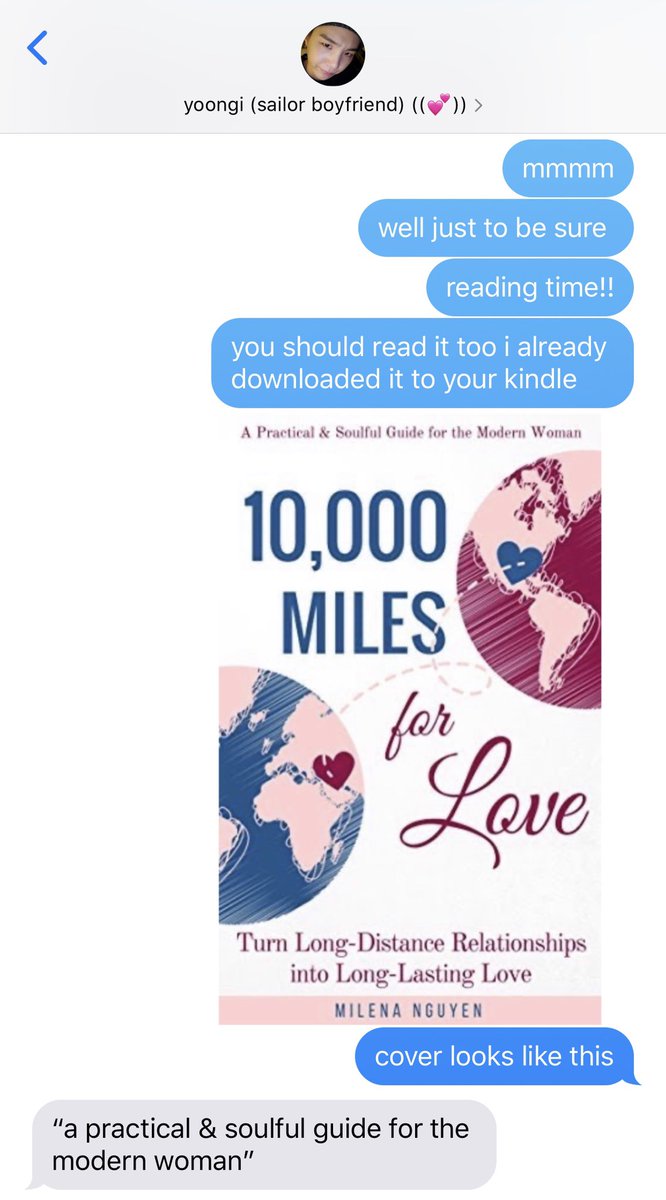 yoongi (sailor boyfriend) ((💕)) >
mmmm
well just to be sure
reading time!!
you should read it too i already
downloaded it to your kindle
A Practical & Soulful Guide for the Modern Woman
10,000
MILES
for
Love
Turn Long-Distance Relationships
into Long-Lasting Love
MILENA NGUYEN
cover looks like this
“a practical & soulful guide for the
modern woman”